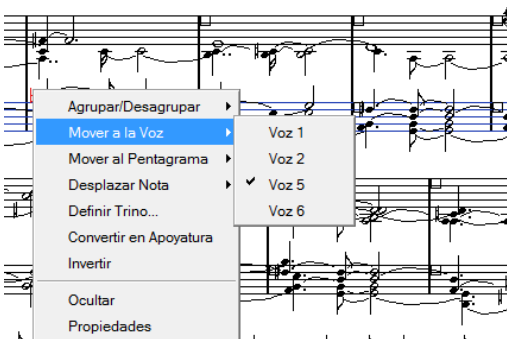 Agrupar/Desagrupar
Mover a la Voz
Mover al Pentagrama
Desplazar Nota
Definir Trino...
Convertir en Apoyatura
Invertir
Ocultar
Propiedades
Voz 1
Voz 2
Voz 5
Voz 6